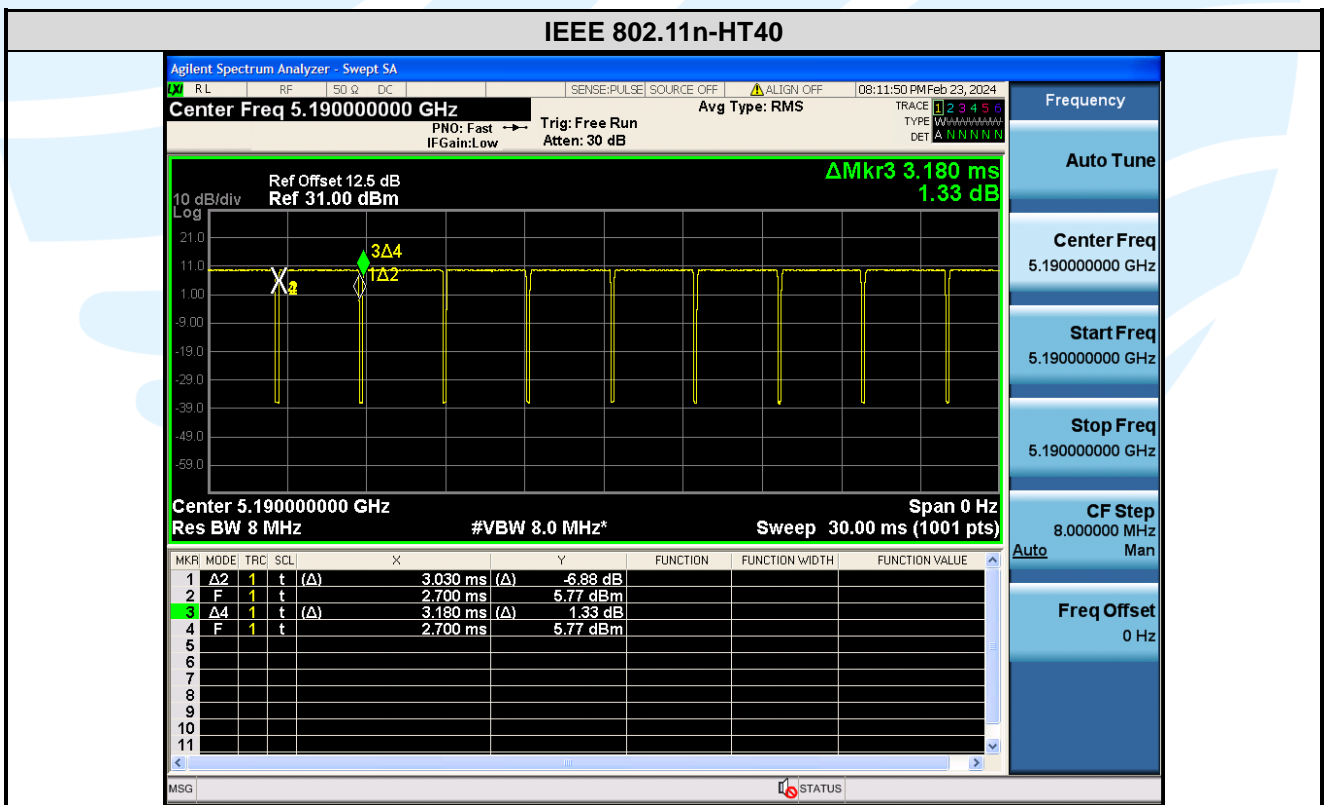 IEEE 802.11n-HT40
Agilent Spectrum Analyzer - Swept SA
LXI RL RF 50 Ω DC SENSE:PULSE SOURCE OFF ALIGN OFF 08:11:50 PM Feb 23, 2024
Center Freq 5.190000000 GHz
PNO: Fast
IFGain:Low
Trig: Free Run
Atten: 30 dB
Avg Type: RMS
TRACE 1 2 3 4 5 6
TYPE
DET A N N N N N
ΔMkr3 3.180 ms
1.33 dB
Ref Offset 12.5 dB
10 dB/div Ref 31.00 dBm
Log
21.0
11.0
1.00
-9.00
-19.0
-29.0
-39.0
-49.0
-59.0
3Δ4
1Δ2
Center 5.190000000 GHz Span 0 Hz
Res BW 8 MHz #VBW 8.0 MHz* Sweep 30.00 ms (1001 pts)
MKR MODE TRC SCL X Y FUNCTION FUNCTION WIDTH FUNCTION VALUE
1 Δ2 1 t (Δ) 3.030 ms (Δ) -6.88 dB
2 F 1 t 2.700 ms 5.77 dBm
3 Δ4 1 t (Δ) 3.180 ms (Δ) 1.33 dB
4 F 1 t 2.700 ms 5.77 dBm
5
6
7
8
9
10
11
MSG STATUS
Frequency
Auto Tune
Center Freq
5.190000000 GHz
Start Freq
5.190000000 GHz
Stop Freq
5.190000000 GHz
CF Step
8.000000 MHz
Auto Man
Freq Offset
0 Hz